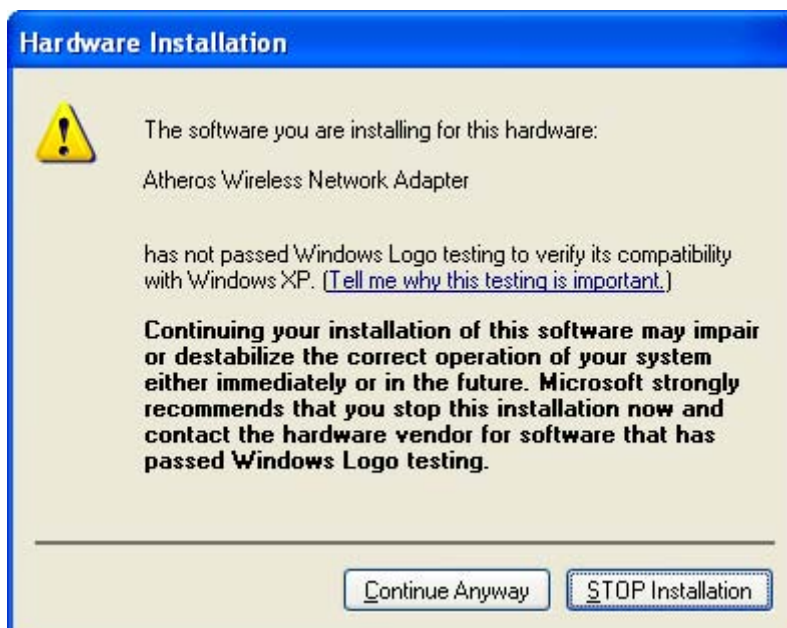 Hardware Installation
The software you are installing for this hardware:
Atheros Wireless Network Adapter
has not passed Windows Logo testing to verify its compatibility
with Windows XP. (Tell me why this testing is important.)
Continuing your installation of this software may impair
or destabilize the correct operation of your system
either immediately or in the future. Microsoft strongly
recommends that you stop this installation now and
contact the hardware vendor for software that has
passed Windows Logo testing.
Continue Anyway
STOP Installation